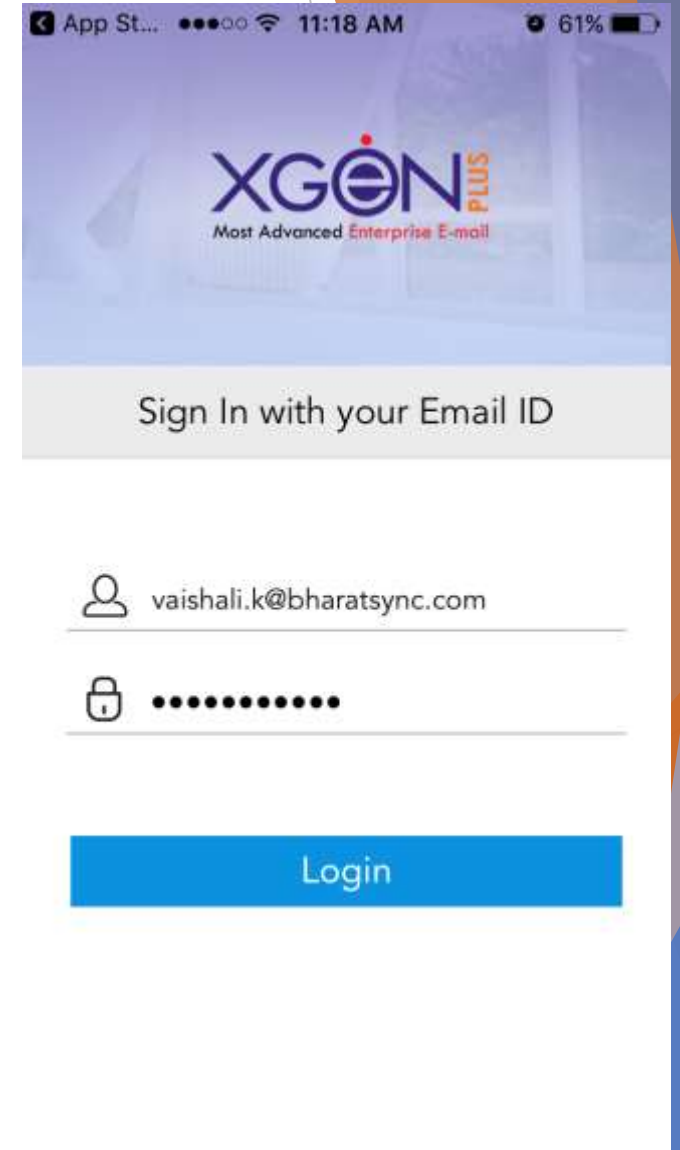 App St... 11:18 AM 61%
XGeN PLUS
Most Advanced Enterprise E-mail
Sign In with your Email ID
vaishali.k@bharatsync.com
•••••••••••
Login